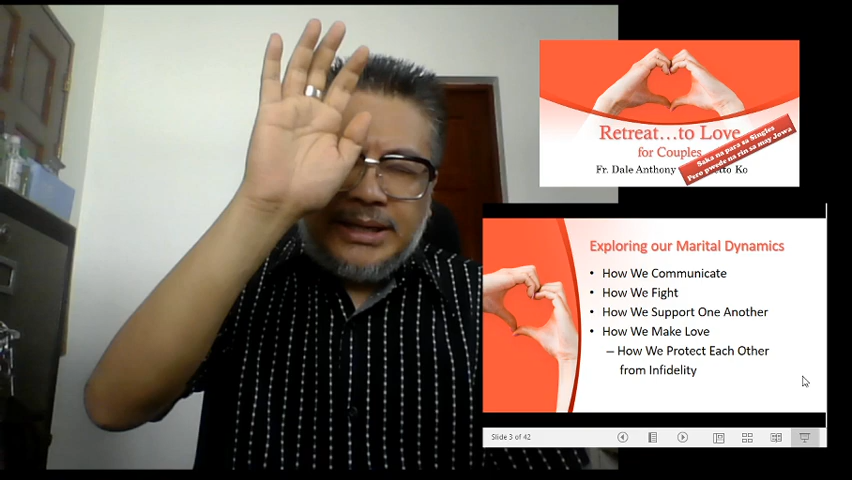 Retreat...to Love
for Couples
Fr. Dale Anthony
to Ko
Saka na para sa Singles
Pero pwede na rin sa may Jowa
Exploring our Marital Dynamics
• How We Communicate
• How We Fight
• How We Support One Another
• How We Make Love
– How We Protect Each Other
from Infidelity
Slide 3 of 42